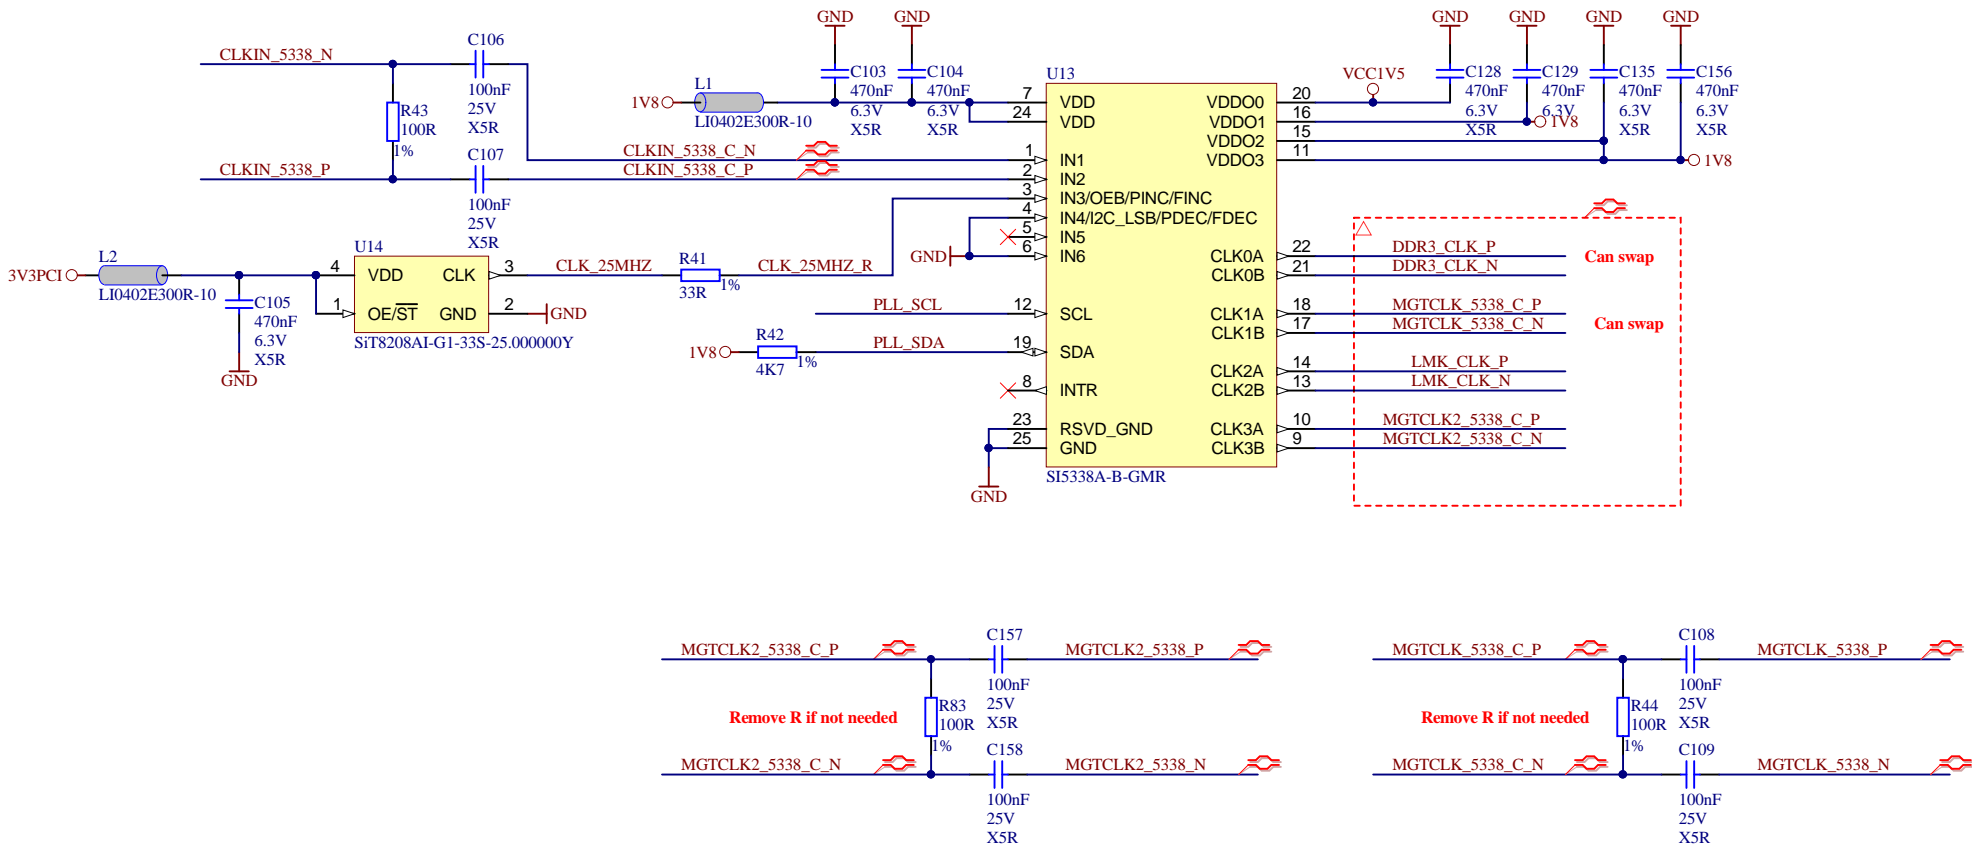 CLKIN_5338_N
C106
100nF
25V
X5R
R43
100R
1%
C107
CLKIN_5338_P
100nF
25V
X5R
CLKIN_5338_C_N
CLKIN_5338_C_P
1V8
L1
LI0402E300R-10
GND
C103
470nF
6.3V
X5R
GND
C104
470nF
6.3V
X5R
3V3PCI
L2
LI0402E300R-10
C105
470nF
6.3V
X5R
GND
U14
4 VDD CLK 3
1 OE/ST GND 2
GND
SiT8208AI-G1-33S-25.000000Y
CLK_25MHZ
R41
33R
1%
CLK_25MHZ_R
GND
PLL_SCL
1V8
R42
4K7
1%
PLL_SDA
GND
U13
7 VDD VDDO0 20
24 VDD VDDO1 16
VDDO2 15
VDDO3 11
1 IN1
2 IN2
3 IN3/OEB/PINC/FINC
4 IN4/I2C_LSB/PDEC/FDEC
5 IN5
6 IN6 CLK0A 22
CLK0B 21
12 SCL CLK1A 18
CLK1B 17
19 SDA
CLK2A 14
8 INTR CLK2B 13
23 RSVD_GND CLK3A 10
25 GND CLK3B 9
SI5338A-B-GMR
VCC1V5
GND
C128
470nF
6.3V
X5R
GND
C129
470nF
6.3V
X5R
1V8
GND
C135
470nF
6.3V
X5R
GND
C156
470nF
6.3V
X5R
1V8
DDR3_CLK_P
DDR3_CLK_N
Can swap
MGTCLK_5338_C_P
MGTCLK_5338_C_N
Can swap
LMK_CLK_P
LMK_CLK_N
MGTCLK2_5338_C_P
MGTCLK2_5338_C_N
MGTCLK2_5338_C_P
C157
100nF
25V
X5R
MGTCLK2_5338_P
Remove R if not needed
R83
100R
1%
MGTCLK2_5338_C_N
C158
100nF
25V
X5R
MGTCLK2_5338_N
MGTCLK_5338_C_P
C108
100nF
25V
X5R
MGTCLK_5338_P
Remove R if not needed
R44
100R
1%
MGTCLK_5338_C_N
C109
100nF
25V
X5R
MGTCLK_5338_N